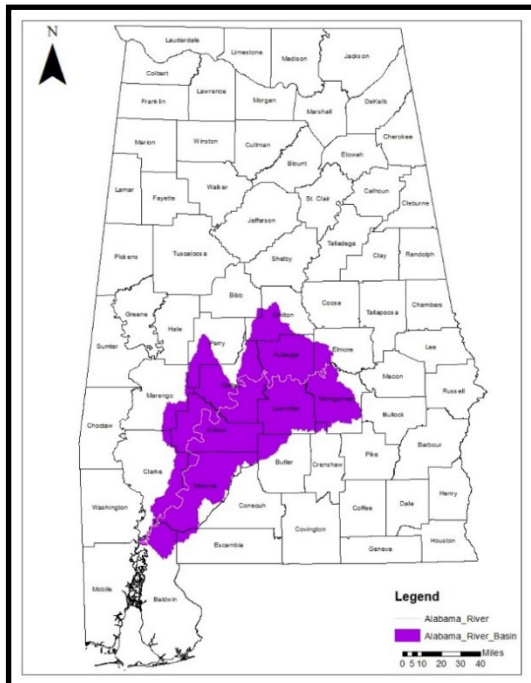 N
Lauderdale
Limestone
Madison
Jackson
Colbert
Lawrence
Franklin
Morgan
Marshall
DeKalb
Cherokee
Marion
Winston
Cullman
Blount
Etowah
Lamar
Fayette
Walker
St. Clair
Calhoun
Cleburne
Jefferson
Talladega
Clay
Randolph
Pickens
Tuscaloosa
Shelby
Bibb
Coosa
Tallapoosa
Chambers
Greene
Hale
Perry
Chilton
Autauga
Elmore
Lee
Sumter
Macon
Russell
Marengo
Dallas
Lowndes
Montgomery
Bullock
Choctaw
Wilcox
Butler
Crenshaw
Pike
Barbour
Clarke
Monroe
Conecuh
Coffee
Dale
Henry
Washington
Covington
Escambia
Geneva
Houston
Mobile
Baldwin
Legend
Alabama_River
Alabama_River_Basin
Miles
0 5 10 20 30 40